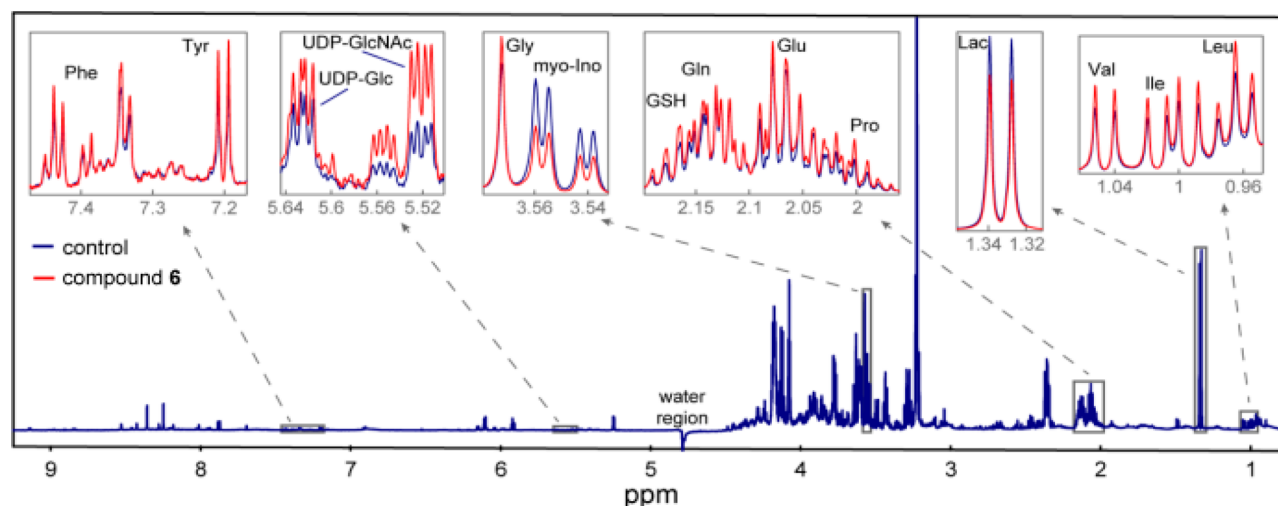 Phe
Tyr
7.4 7.3 7.2
UDP-GlcNAc
UDP-Glc
5.64 5.6 5.56 5.52
Gly
myo-Ino
3.56 3.54
Glu
Gln
GSH
Pro
2.15 2.1 2.05 2
Lac
1.34 1.32
Leu
Val
Ile
1.04 1 0.96
control
compound 6
water
region
9 8 7 6 5 4 3 2 1
ppm